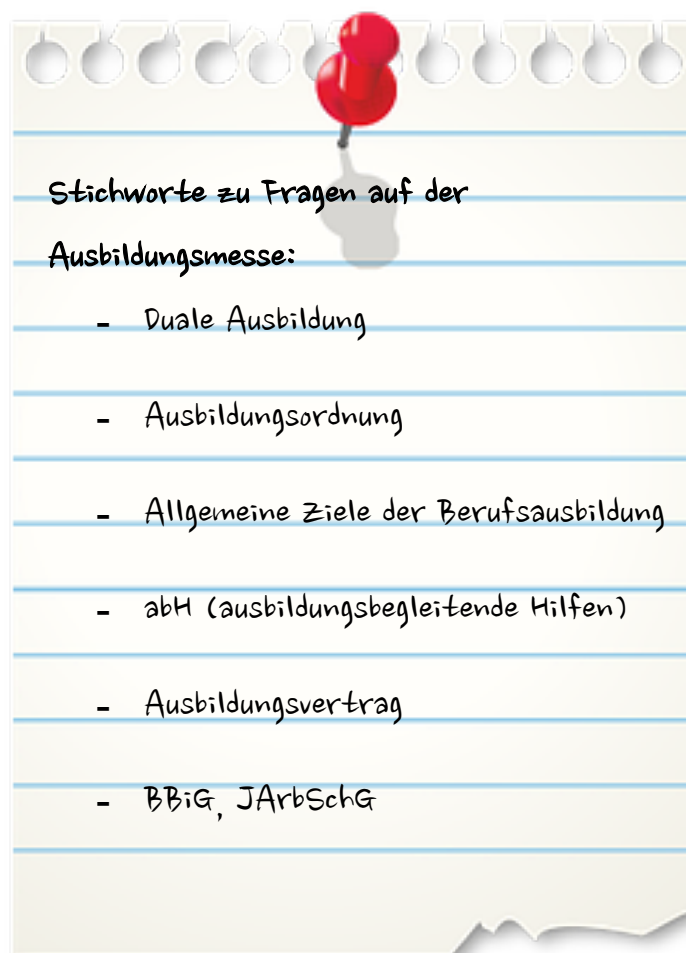 Stichworte zu Fragen auf der
Ausbildungsmesse:
- Duale Ausbildung
- Ausbildungsordnung
- Allgemeine Ziele der Berufsausbildung
- abH (ausbildungsbegleitende Hilfen)
- Ausbildungsvertrag
- BBiG, JArbSchG